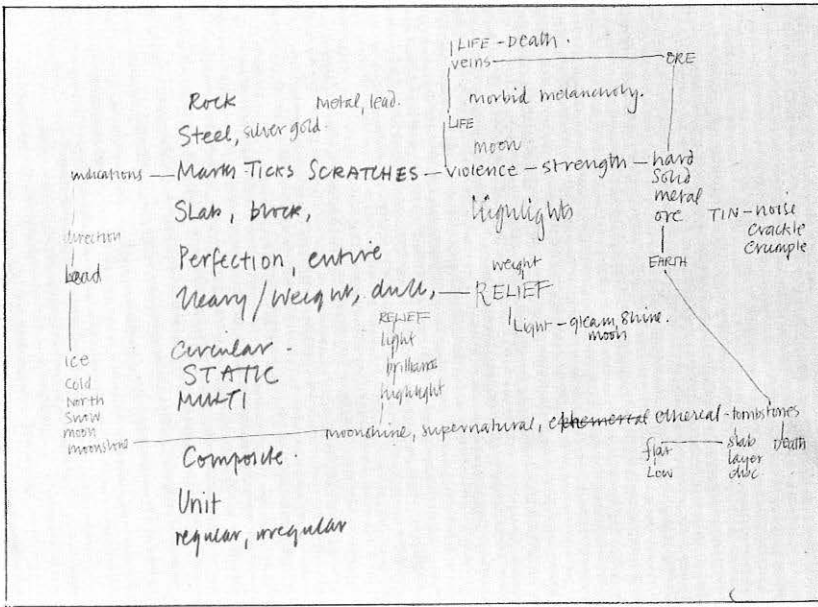 LIFE - Death.
veins ORE
Rock Metal, lead. morbid melancholy.
Steel, silver gold. LIFE
moon
indications Marks - TICKS SCRATCHES violence - strength - hard
Solid
metal
Slab, block, Highlights ore TIN - noise
direction crackle
crumple
Lead Perfection, entire weight EARTH
Heavy/Weight, dull, RELIEF
RELIEF Light - gleam, shine.
moon
Circular. light
ice STATIC brilliance
Cold MULTI highlight
North
Snow
moon
moonstone moonshine, supernatural, ephemeral ethereal - tombstones
Composite. flat slab Death
Low layer
disc
Unit
regular, irregular